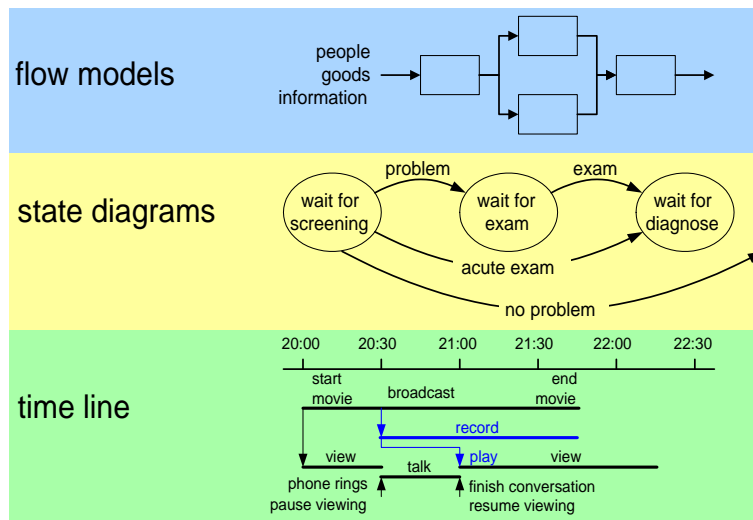 flow models
people
goods
information
state diagrams
problem
exam
wait for
screening
wait for
exam
wait for
diagnose
acute exam
no problem
time line
20:00 20:30 21:00 21:30 22:00 22:30
start
movie
broadcast
end
movie
record
view
play
view
talk
phone rings
pause viewing
finish conversation
resume viewing